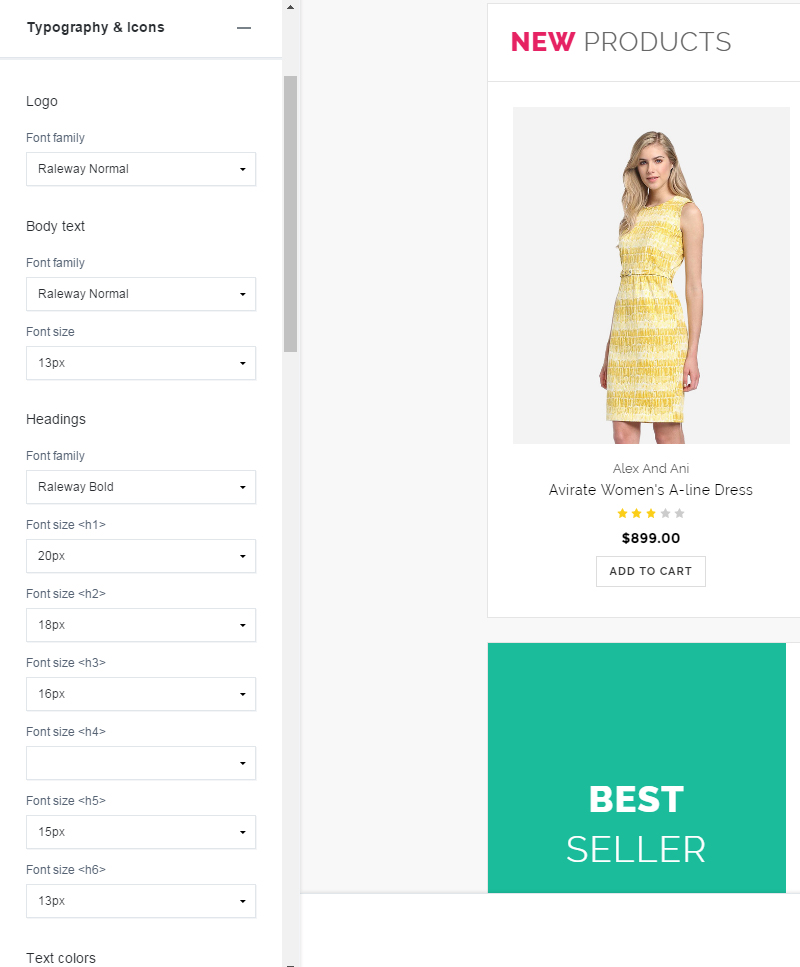 Typography & Icons
Logo
Font family
Raleway Normal
Body text
Font family
Raleway Normal
Font size
13px
Headings
Font family
Raleway Bold
Font size <h1>
20px
Font size <h2>
18px
Font size <h3>
16px
Font size <h4>
Font size <h5>
15px
Font size <h6>
13px
Text colors
NEW PRODUCTS
Alex And Ani
Avirate Women's A-line Dress
$899.00
ADD TO CART
BEST
SELLER